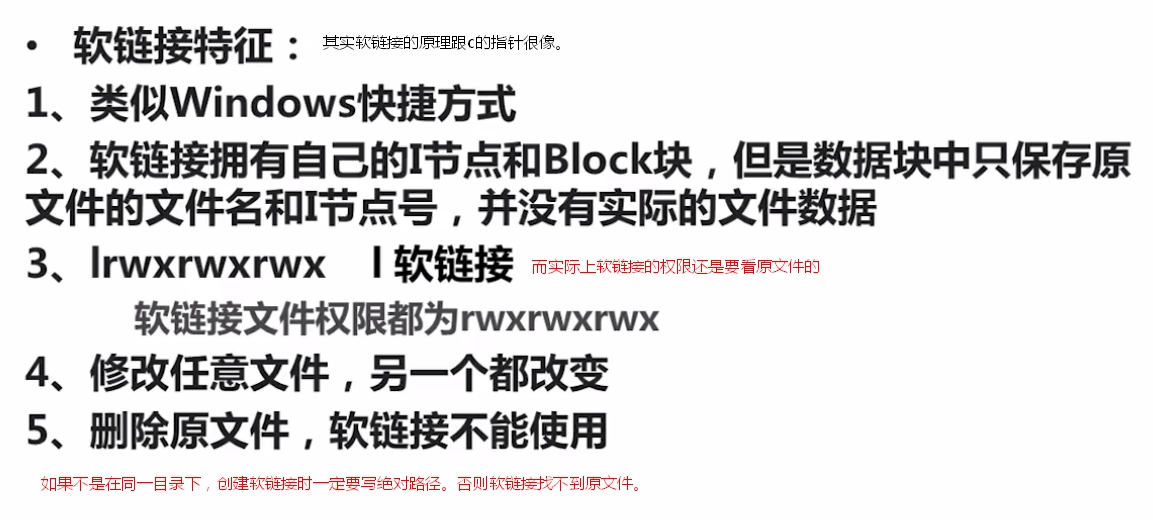 • 软链接特征： 其实软链接的原理跟c的指针很像。
1、类似Windows快捷方式
2、软链接拥有自己的I节点和Block块，但是数据块中只保存原
文件的文件名和I节点号，并没有实际的文件数据
3、lrwxrwxrwx l 软链接 而实际上软链接的权限还是要看原文件的
软链接文件权限都为rwxrwxrwx
4、修改任意文件，另一个都改变
5、删除原文件，软链接不能使用
如果不是在同一目录下，创建软链接时一定要写绝对路径。否则软链接找不到原文件。